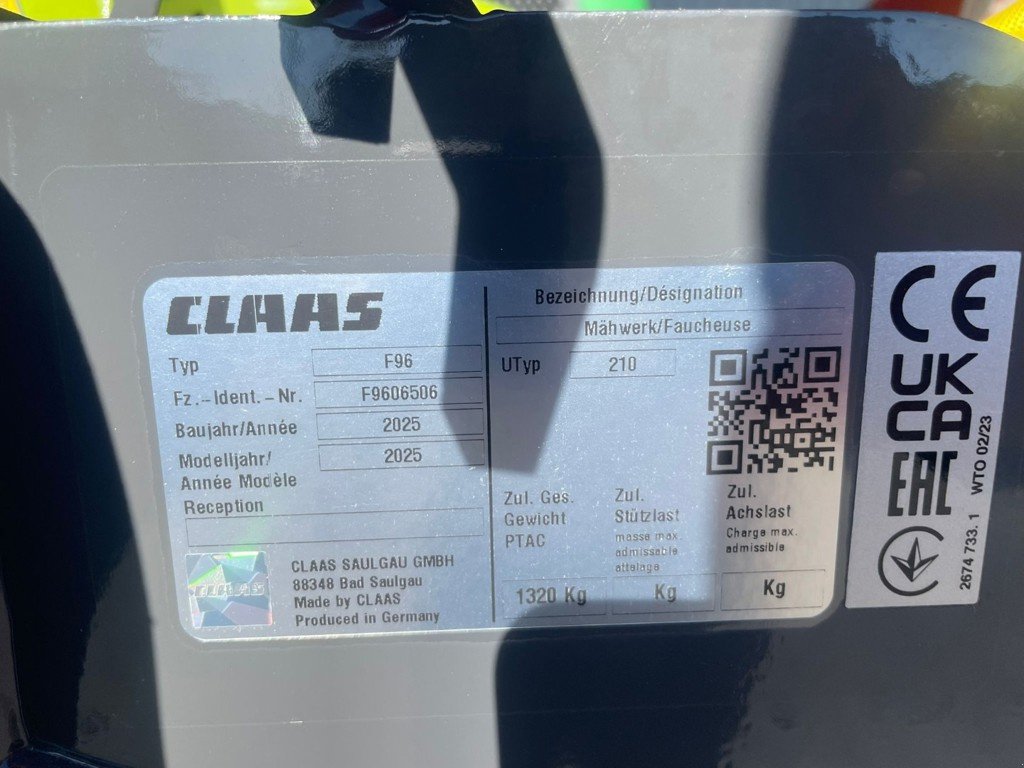 CLAAS
Typ F96
Fz.-Ident.-Nr. F9606506
Baujahr/Année 2025
Modelljahr/ 2025
Année Modèle
Reception
CLAAS
CLAAS SAULGAU GMBH
88348 Bad Saulgau
Made by CLAAS
Produced in Germany
Bezeichnung/Désignation
Mähwerk/Faucheuse
UTyp 210
Zul. Ges.
Gewicht
PTAC
1320 Kg
Zul.
Stützlast
masse max.
admissable
attelage
Kg
Zul.
Achslast
Charge max.
admissible
Kg
CE
UK
CA
EAC
2674 733. 1 WTO 02/23